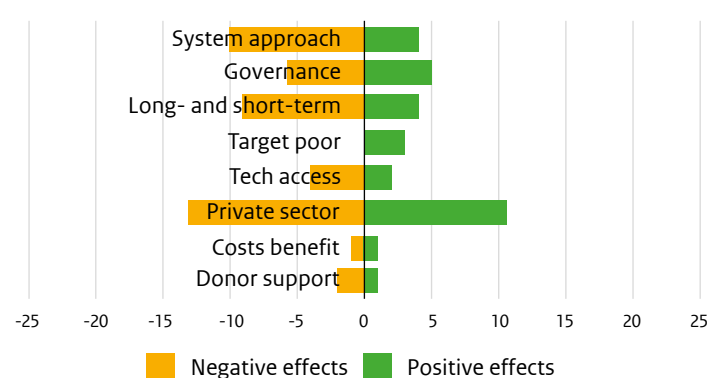 System approach
Governance
Long- and short-term
Target poor
Tech access
Private sector
Costs benefit
Donor support
-25 -20 -15 -10 -5 0 5 10 15 20 25
Negative effects Positive effects